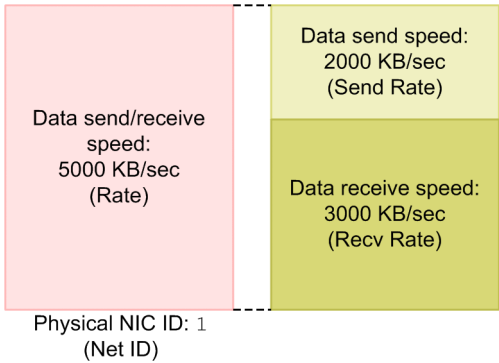 Data send/receive
speed:
5000 KB/sec
(Rate)
Data send speed:
2000 KB/sec
(Send Rate)
Data receive speed:
3000 KB/sec
(Recv Rate)
Physical NIC ID: 1
(Net ID)